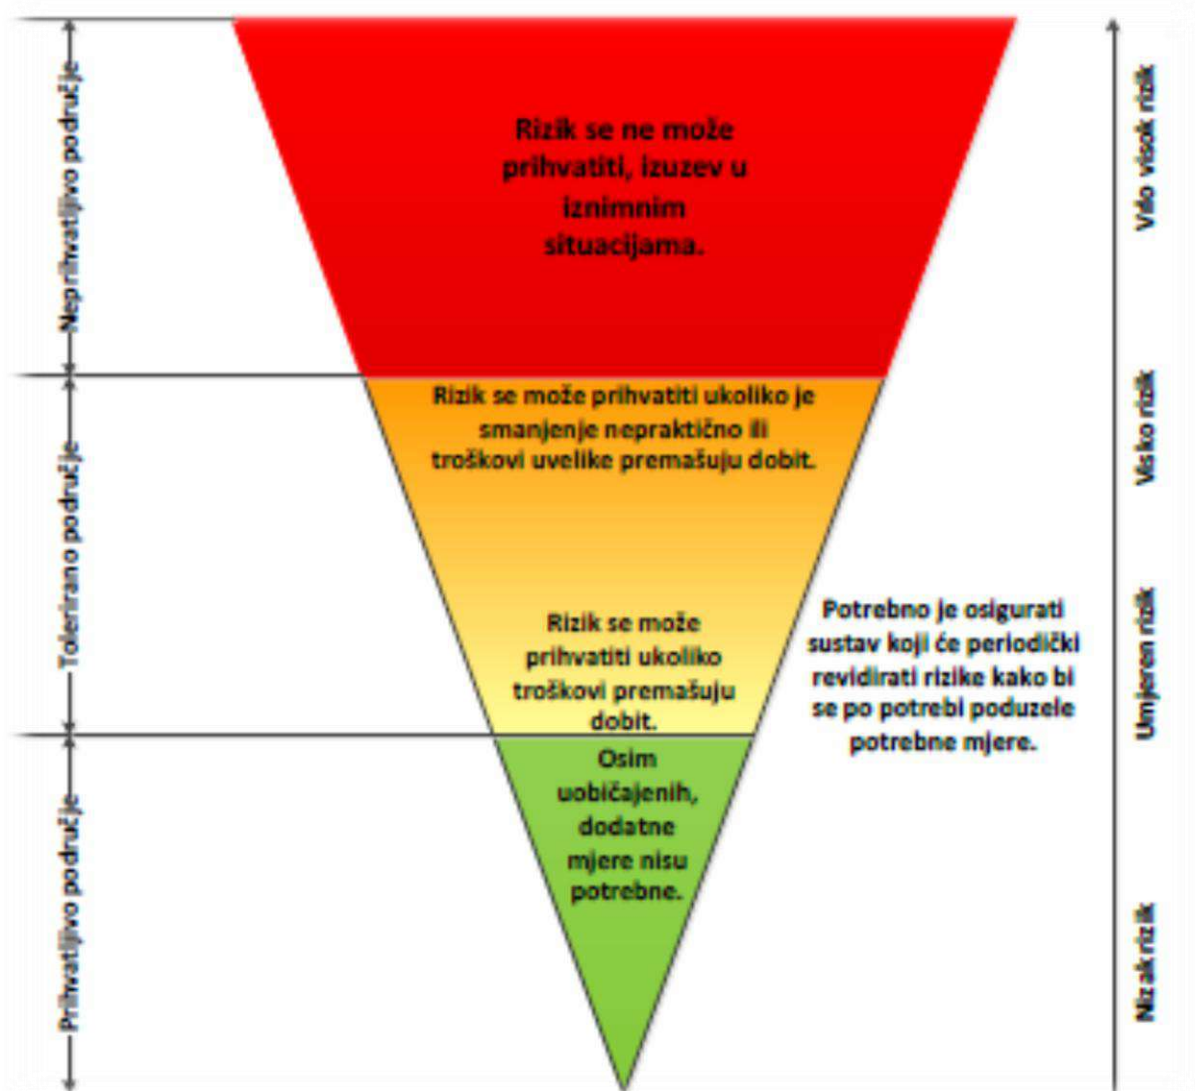 Neprihvatljivo područje
Tolerirano područje
Prihvatljivo područje
Rizik se ne može
prihvatiti, izuzev u
iznimnim
situacijama.
Rizik se može prihvatiti ukoliko je
smanjenje nepraktično ili
troškovi uvelike premašuju dobit.
Rizik se može
prihvatiti ukoliko
troškovi premašuju
dobit.
Osim
uobičajenih,
dodatne
mjere nisu
potrebne.
Potrebno je osigurati
sustav koji će periodički
revidirati rizike kako bi
se po potrebi poduzele
potrebne mjere.
Vrlo visok rizik
Visko rizik
Umjeren rizik
Nizak rizik